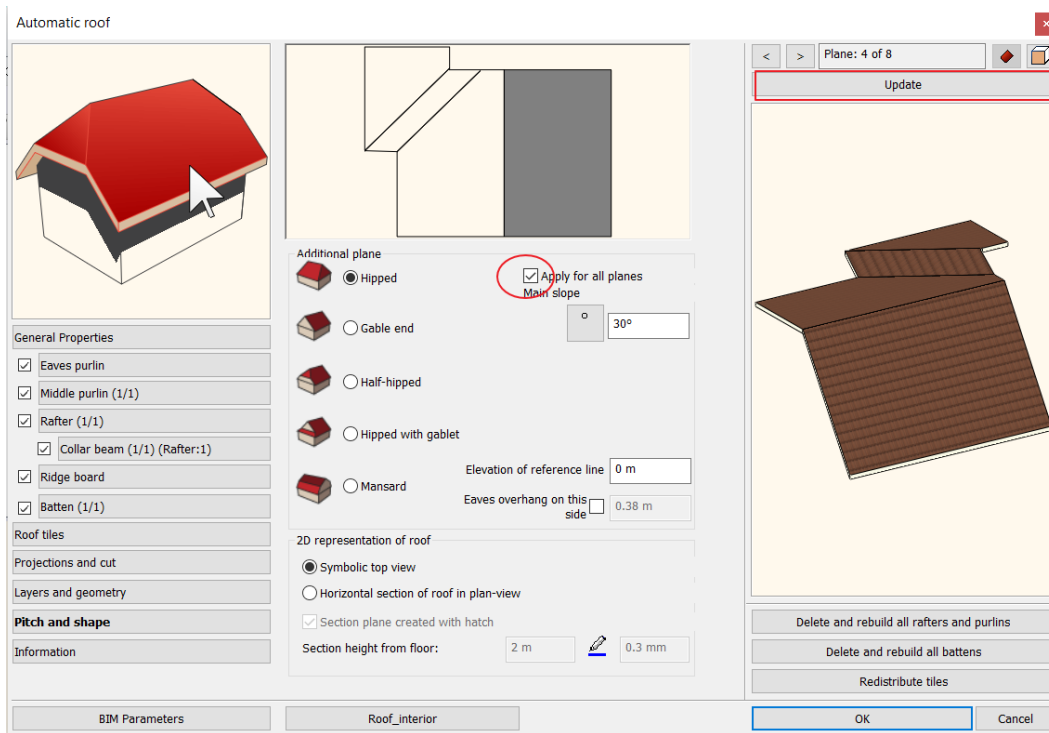 Automatic roof
General Properties
Eaves purlin
Middle purlin (1/1)
Rafter (1/1)
Collar beam (1/1) (Rafter:1)
Ridge board
Batten (1/1)
Roof tiles
Projections and cut
Layers and geometry
Pitch and shape
Information
Additional plane
Hipped
Apply for all planes
Main slope
°
30°
Gable end
Half-hipped
Hipped with gablet
Elevation of reference line
0 m
Mansard
Eaves overhang on this
side
0.38 m
2D representation of roof
Symbolic top view
Horizontal section of roof in plan-view
Section plane created with hatch
Section height from floor:
2 m
0.3 mm
<
>
Plane: 4 of 8
Update
Delete and rebuild all rafters and purlins
Delete and rebuild all battens
Redistribute tiles
BIM Parameters
Roof_interior
OK
Cancel